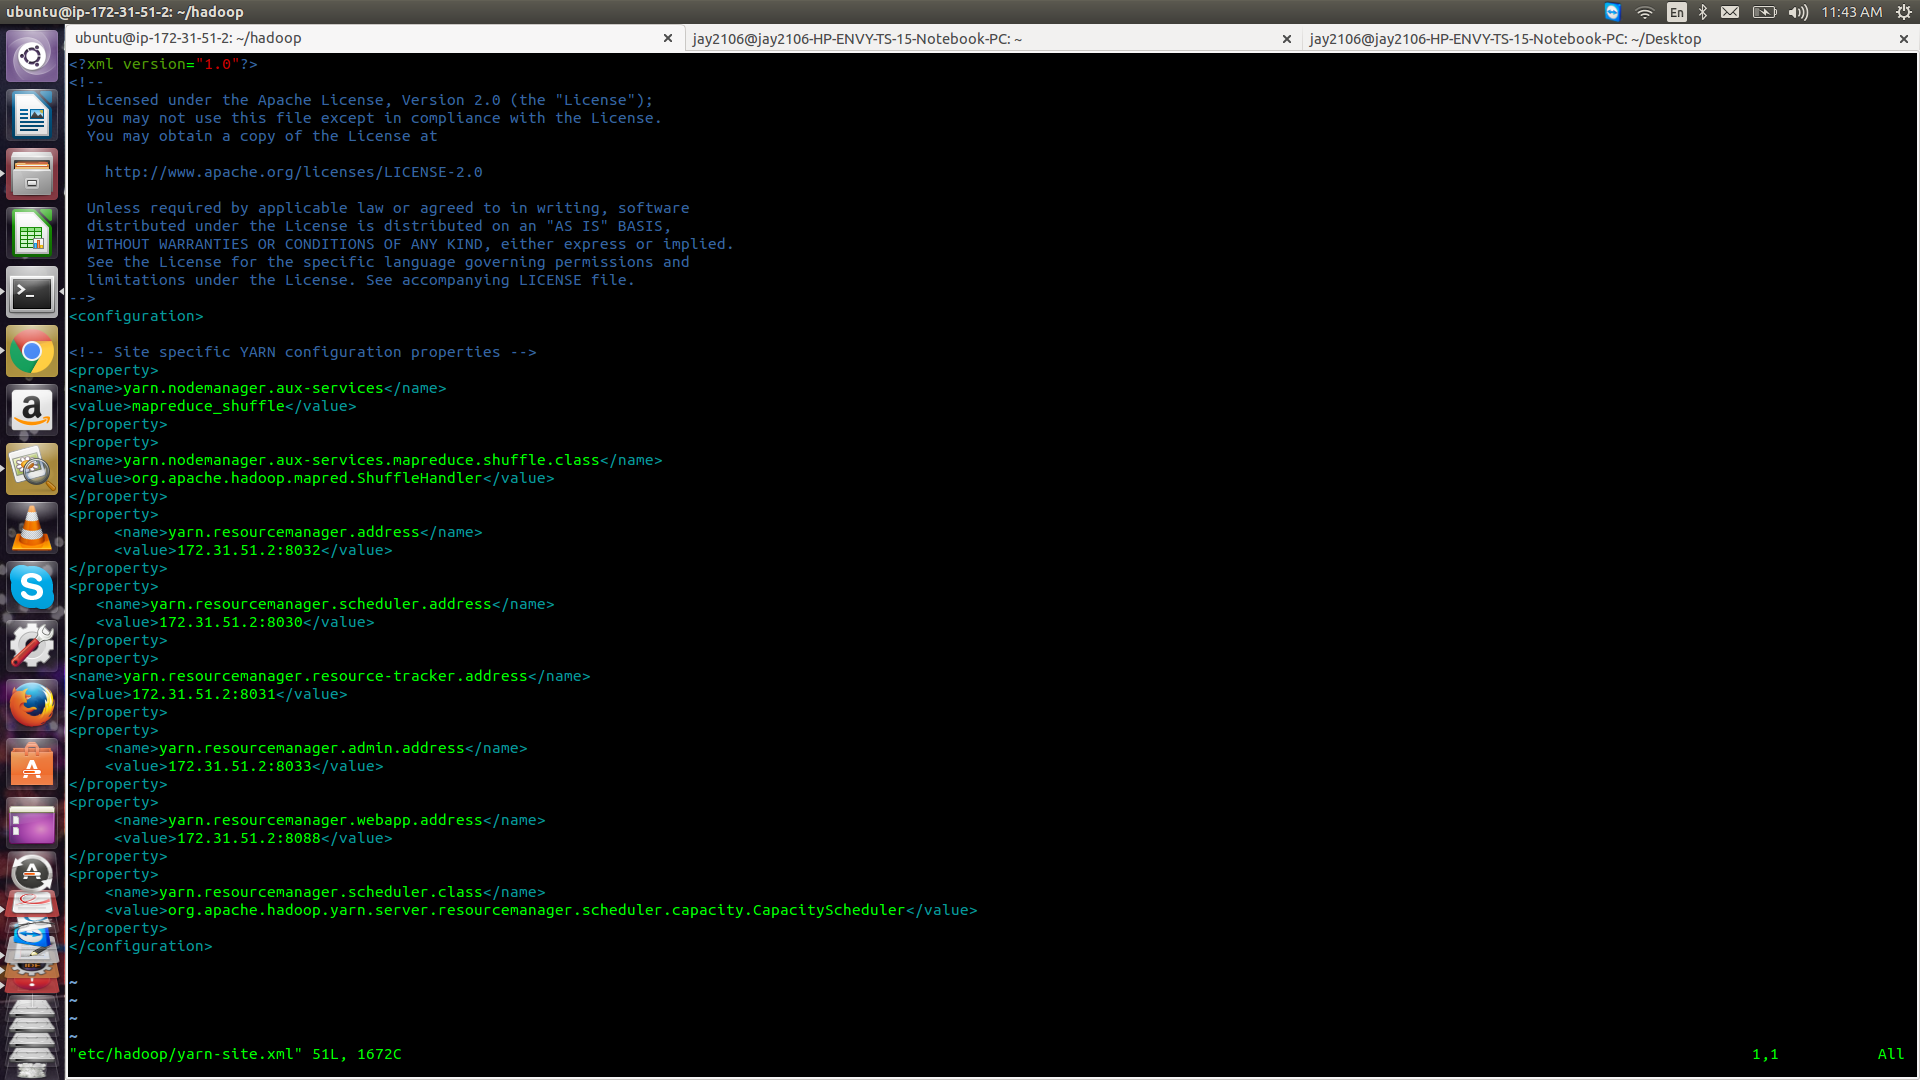 ubuntu@ip-172-31-51-2: ~/hadoop
En
11:43 AM
ubuntu@ip-172-31-51-2: ~/hadoop
jay2106@jay2106-HP-ENVY-TS-15-Notebook-PC: ~
jay2106@jay2106-HP-ENVY-TS-15-Notebook-PC: ~/Desktop
<?xml version="1.0"?>
<!--
  Licensed under the Apache License, Version 2.0 (the "License");
  you may not use this file except in compliance with the License.
  You may obtain a copy of the License at

    http://www.apache.org/licenses/LICENSE-2.0

  Unless required by applicable law or agreed to in writing, software
  distributed under the License is distributed on an "AS IS" BASIS,
  WITHOUT WARRANTIES OR CONDITIONS OF ANY KIND, either express or implied.
  See the License for the specific language governing permissions and
  limitations under the License. See accompanying LICENSE file.
-->
<configuration>

<!-- Site specific YARN configuration properties -->
<property>
<name>yarn.nodemanager.aux-services</name>
<value>mapreduce_shuffle</value>
</property>
<property>
<name>yarn.nodemanager.aux-services.mapreduce.shuffle.class</name>
<value>org.apache.hadoop.mapred.ShuffleHandler</value>
</property>
<property>
     <name>yarn.resourcemanager.address</name>
     <value>172.31.51.2:8032</value>
</property>
<property>
   <name>yarn.resourcemanager.scheduler.address</name>
   <value>172.31.51.2:8030</value>
</property>
<property>
<name>yarn.resourcemanager.resource-tracker.address</name>
<value>172.31.51.2:8031</value>
</property>
<property>
    <name>yarn.resourcemanager.admin.address</name>
    <value>172.31.51.2:8033</value>
</property>
<property>
     <name>yarn.resourcemanager.webapp.address</name>
     <value>172.31.51.2:8088</value>
</property>
<property>
    <name>yarn.resourcemanager.scheduler.class</name>
    <value>org.apache.hadoop.yarn.server.resourcemanager.scheduler.capacity.CapacityScheduler</value>
</property>
</configuration>

~
~
~
~
"etc/hadoop/yarn-site.xml" 51L, 1672C
1,1
All